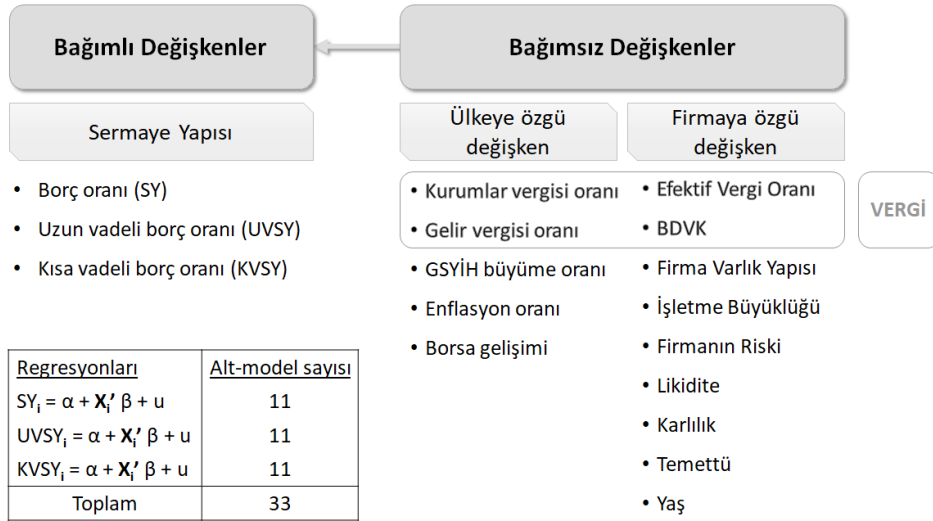 Bağımlı Değişkenler
Bağımsız Değişkenler
Sermaye Yapısı
Ülkeye özgü
değişken
Firmaya özgü
değişken
• Borç oranı (SY)
• Uzun vadeli borç oranı (UVSY)
• Kısa vadeli borç oranı (KVSY)
• Kurumlar vergisi oranı
• Gelir vergisi oranı
• GSYİH büyüme oranı
• Enflasyon oranı
• Borsa gelişimi
• Efektif Vergi Oranı
• BDVK
• Firma Varlık Yapısı
• İşletme Büyüklüğü
• Firmanın Riski
• Likidite
• Karlılık
• Temettü
• Yaş
VERGİ
Regresyonları Alt-model sayısı
SYi = α + Xi′ β + u 11
UVSYi = α + Xi′ β + u 11
KVSYi = α + Xi′ β + u 11
Toplam 33